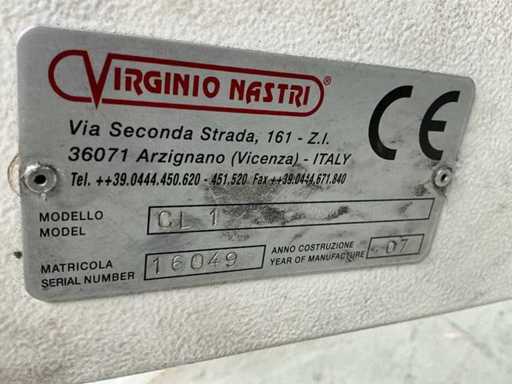 VIRGINIO NASTRI®
CE
Via Seconda Strada, 161 - Z.I.
36071 Arzignano (Vicenza) - ITALY
Tel. ++39.0444.450.620 - 451.520 Fax ++39.0444.671.840
MODELLO
MODEL
CL 1
MATRICOLA
SERIAL NUMBER
16049
ANNO COSTRUZIONE
YEAR OF MANUFACTURE
07